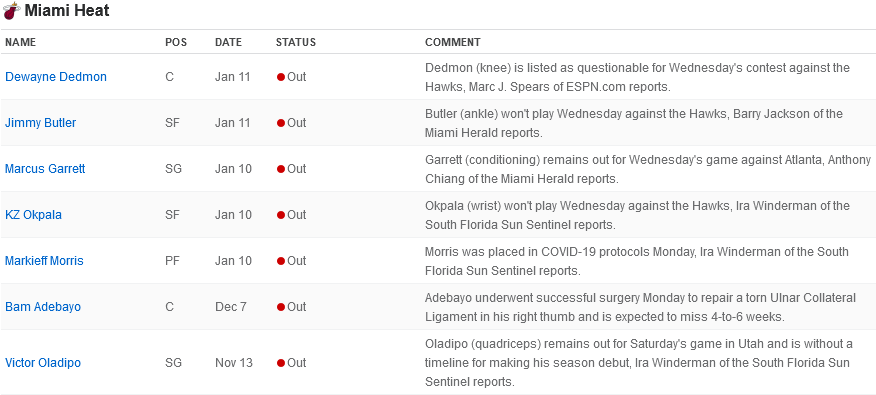 Miami Heat
NAME POS DATE STATUS COMMENT
Dewayne Dedmon C Jan 11 Out Dedmon (knee) is listed as questionable for Wednesday's contest against the
Hawks, Marc J. Spears of ESPN.com reports.
Jimmy Butler SF Jan 11 Out Butler (ankle) won't play Wednesday against the Hawks, Barry Jackson of the
Miami Herald reports.
Marcus Garrett SG Jan 10 Out Garrett (conditioning) remains out for Wednesday's game against Atlanta, Anthony
Chiang of the Miami Herald reports.
KZ Okpala SF Jan 10 Out Okpala (wrist) won't play Wednesday against the Hawks, Ira Winderman of the
South Florida Sun Sentinel reports.
Markieff Morris PF Jan 10 Out Morris was placed in COVID-19 protocols Monday, Ira Winderman of the South
Florida Sun Sentinel reports.
Bam Adebayo C Dec 7 Out Adebayo underwent successful surgery Monday to repair a torn Ulnar Collateral
Ligament in his right thumb and is expected to miss 4-to-6 weeks.
Victor Oladipo SG Nov 13 Out Oladipo (quadriceps) remains out for Saturday's game in Utah and is without a
timeline for making his season debut, Ira Winderman of the South Florida Sun
Sentinel reports.